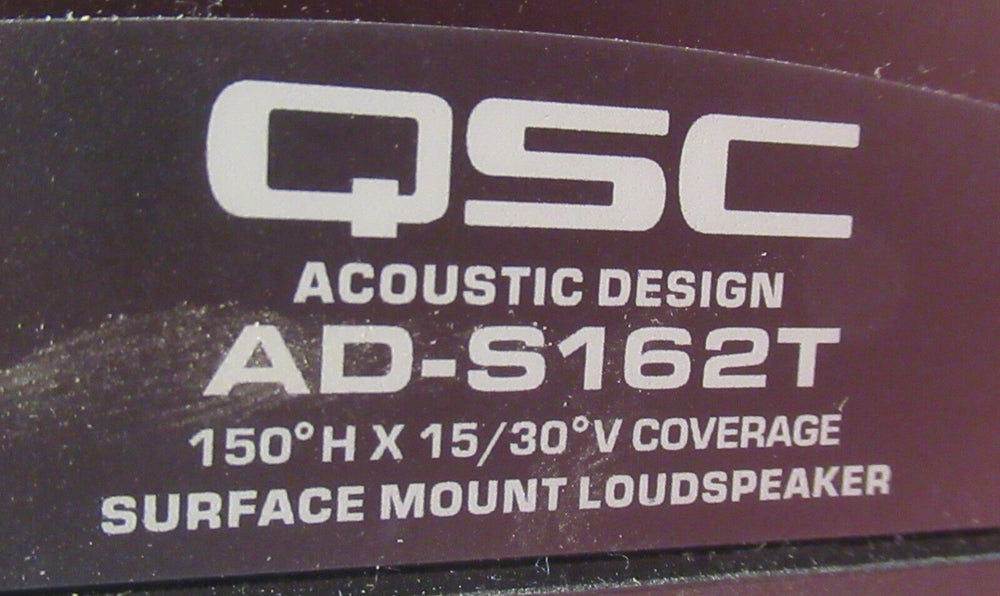 QSC
ACOUSTIC DESIGN
AD-S162T
150°H X 15/30°V COVERAGE
SURFACE MOUNT LOUDSPEAKER